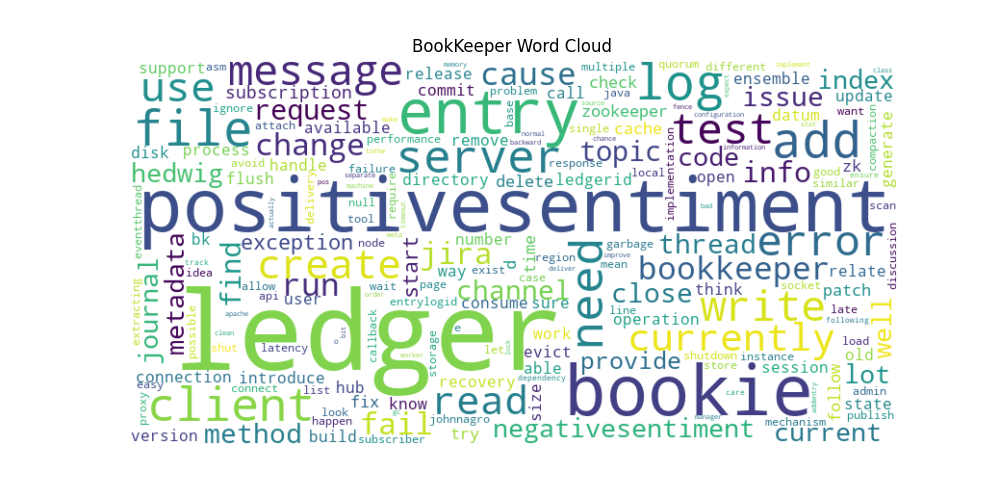 BookKeeper Word Cloud
support asm message release cause multiple quorum different implement class
use subscription commit problem call java check log ensemble index
file request entry base zookeeper issue datum update
attach available source fence configuration want
ignore change performance remove single cache test add generate compaction
disk process server normal backward chance information
hedwig avoid handle failure directory delete response topic code info zk good
flush null required ledgerid local implementation open similar ensure
delivery separate pos machine tool bad scan
positivesentiment
eventthread bk exception node number time garbage thread error
journal metadata find create start jira way exist d region need mean bookkeeper relate discussion
track idea allow run wait page case deliver improve socket patch
extracting possible api user channel line close think write late
apache order entrylogid consume sure operation currently following well
ledger
shut clean latency callback storage worker let lock work evict provide shutdown instance load old
connection introduce bit o able store session lot
easy connect list hub recovery dependency size bookie care follow admin
proxy client happen fix know read addentry state publish
look fail johnnagro negativesentiment manager mechanism
version method build subscriber try current